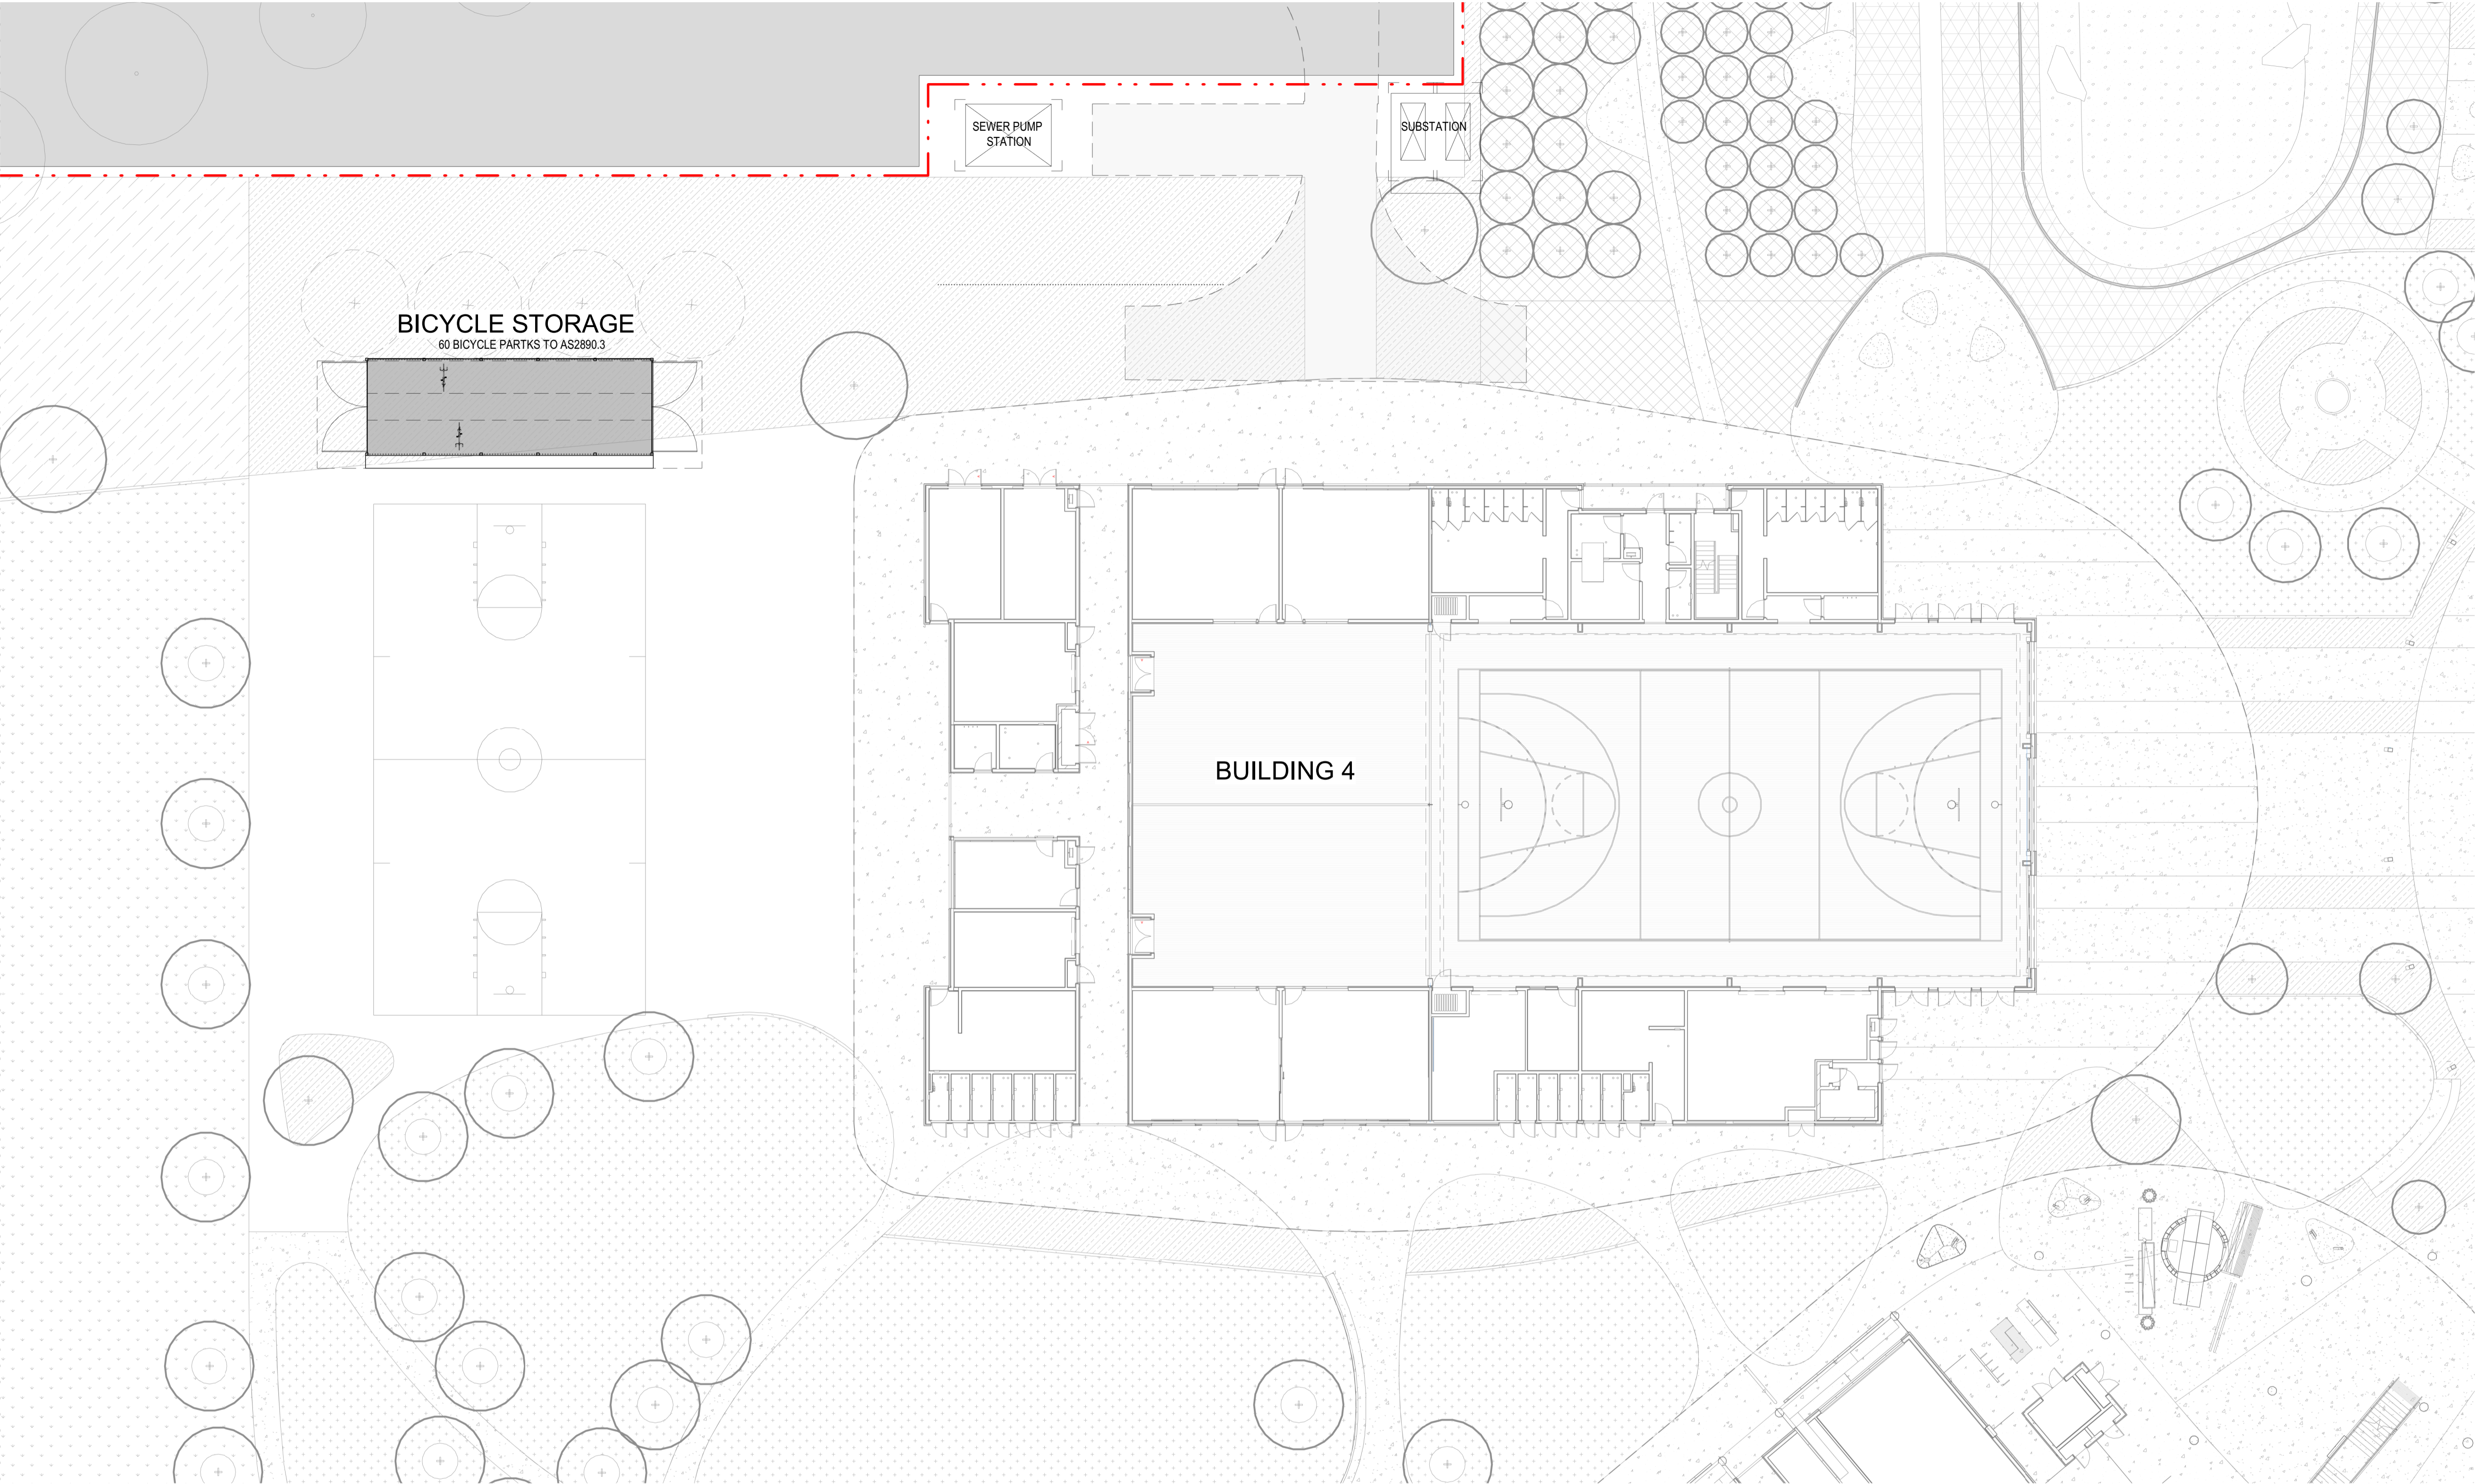 SEWER PUMP
STATION
SUBSTATION
BICYCLE STORAGE
60 BICYCLE PARTKS TO AS2890.3
BUILDING 4